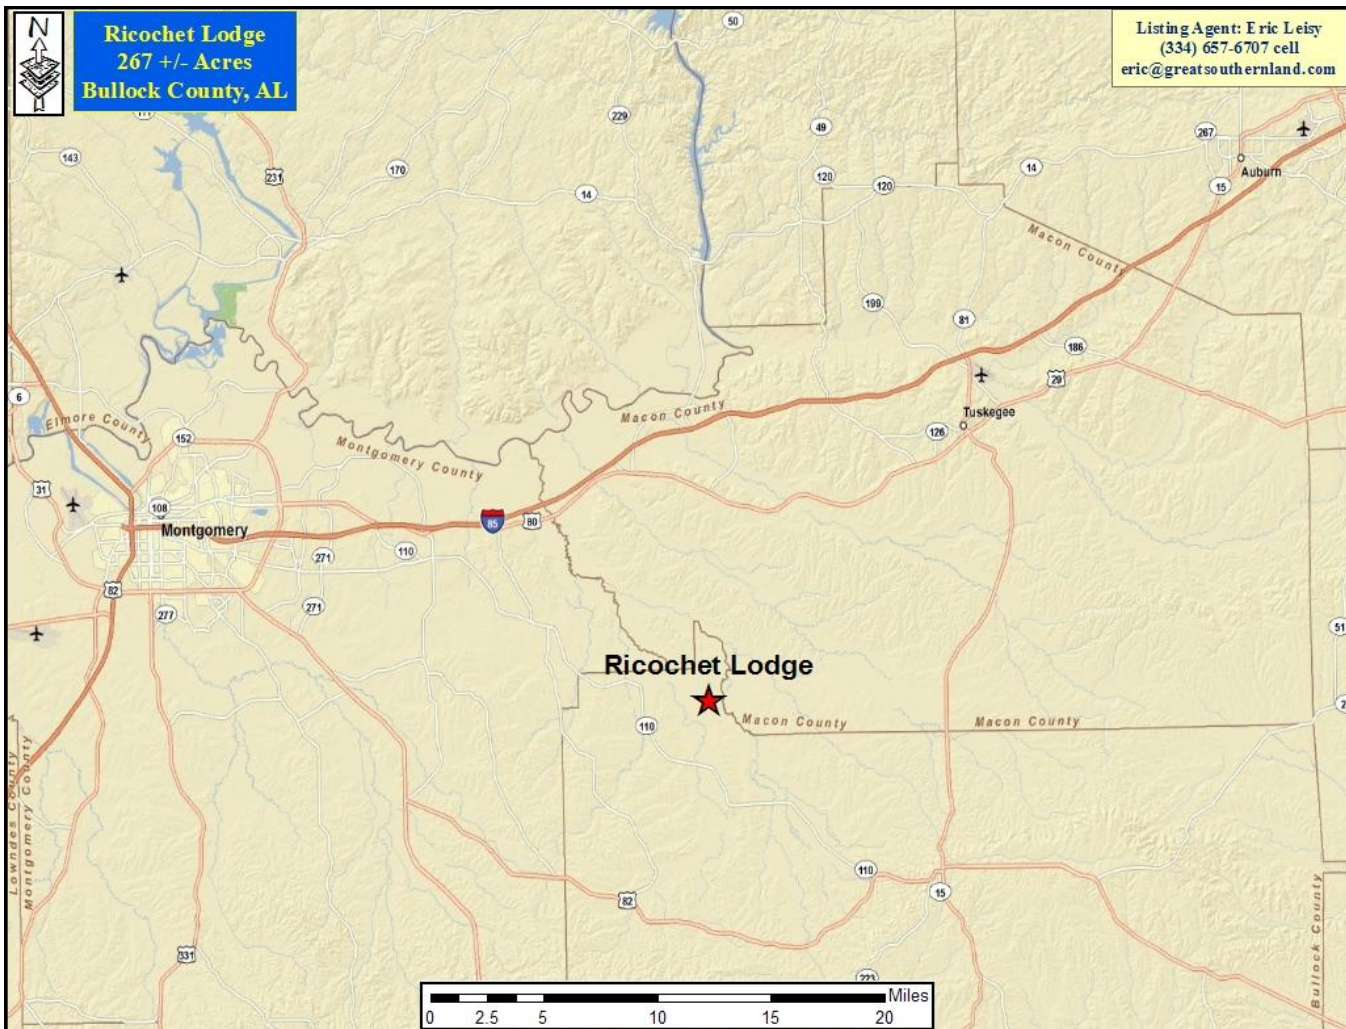 N
Ricochet Lodge
267 +/- Acres
Bullock County, AL
Listing Agent: Eric Leisy
(334) 657-6707 cell
eric@greatsouthernland.com
50
111
229
49
267
143
170
14
Auburn
231
14
120
120
15
Macon County
199
81
186
29
6
Elmore County
Macon County
Tuskegee
152
Montgomery County
126
31
108
Montgomery
85
80
110
271
82
277
271
51
Ricochet Lodge
110
Macon County
Macon County
2
Lowndes County
Montgomery County
110
15
82
Bullock County
331
223
Miles
0 2.5 5 10 15 20